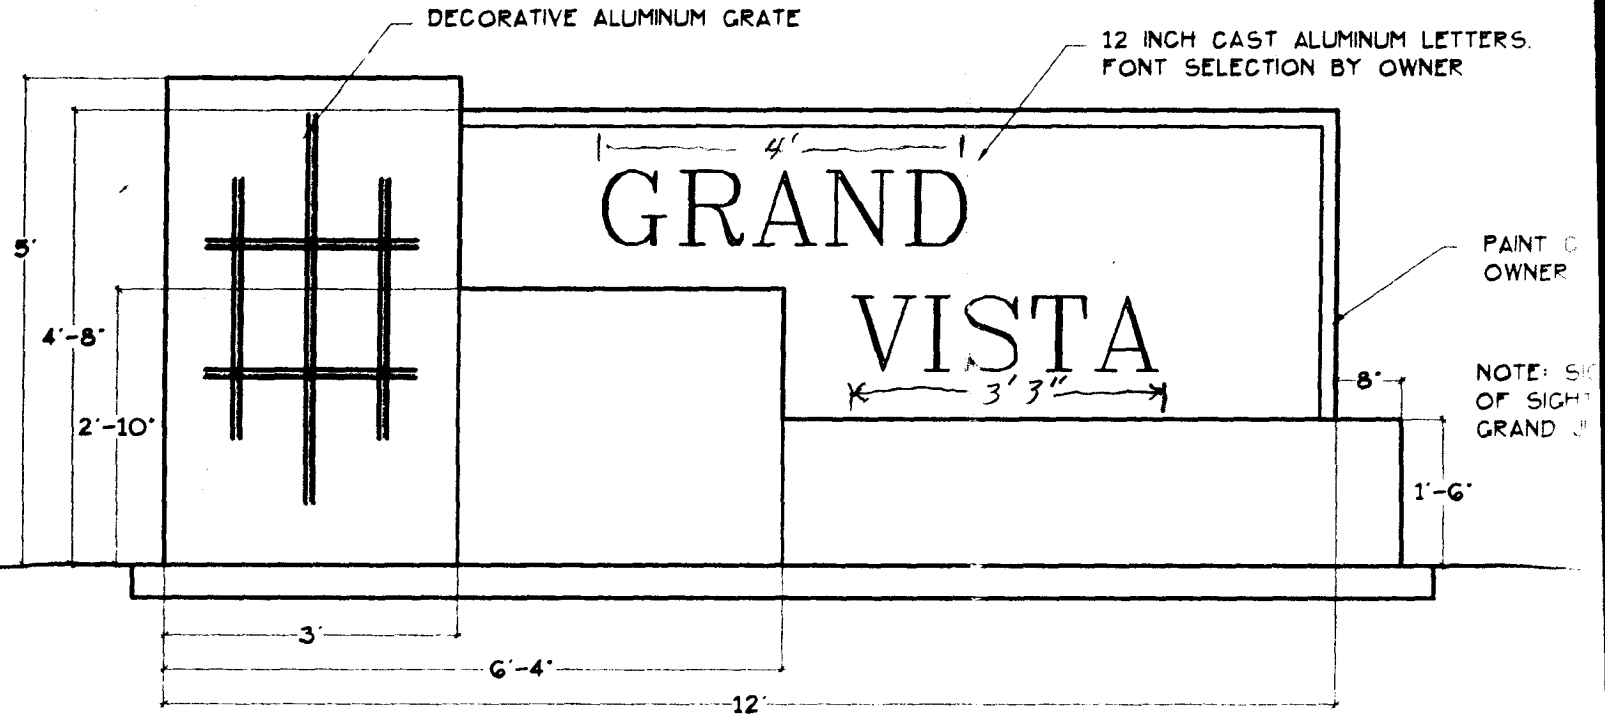 DECORATIVE ALUMINUM GRATE
12 INCH CAST ALUMINUM LETTERS.
FONT SELECTION BY OWNER
4'
GRAND
5'
PAINT
OWNER
VISTA
4'-8"
3' 3"
8"
NOTE:
OF SIGHT
GRAND
2'-10"
1'-6"
3'
6'-4"
12'